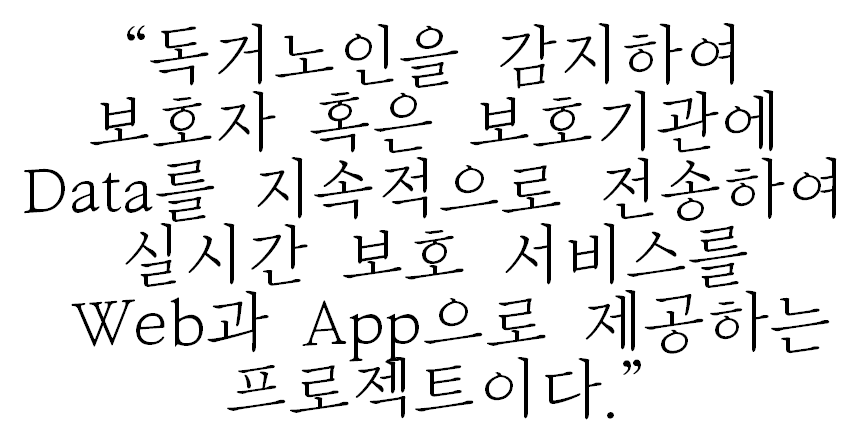 “독거노인을 감지하여
보호자 혹은 보호기관에
Data를 지속적으로 전송하여
실시간 보호 서비스를
Web과 App으로 제공하는
프로젝트이다.”